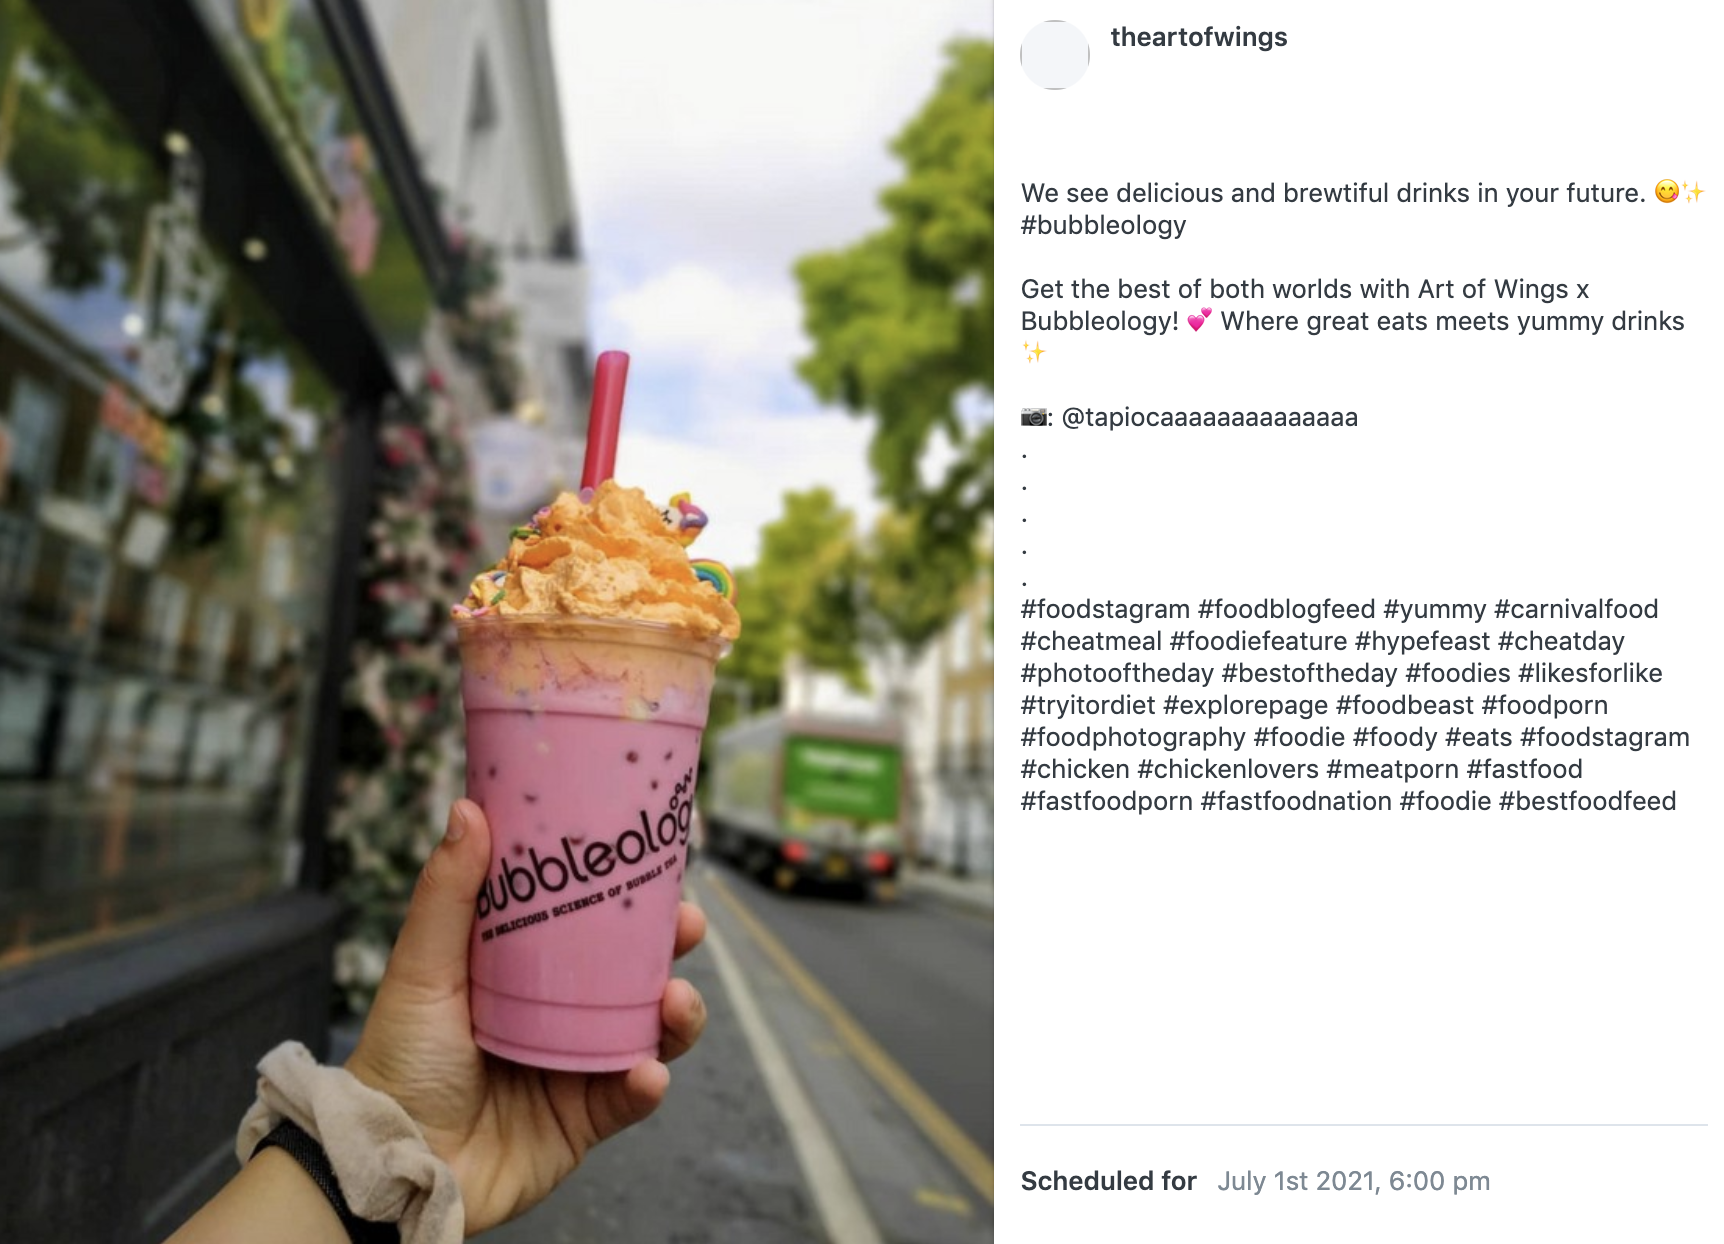 theartofwings
We see delicious and brewtiful drinks in your future. 😋✨
#bubbleology
Get the best of both worlds with Art of Wings x
Bubbleology! 💕 Where great eats meets yummy drinks
✨
📷: @tapiocaaaaaaaaaaaaaa
.
.
.
.
.
#foodstagram #foodblogfeed #yummy #carnivalfood
#cheatmeal #foodiefeature #hypefeast #cheatday
#photooftheday #bestoftheday #foodies #likesforlike
#tryitordiet #explorepage #foodbeast #foodporn
#foodphotography #foodie #foody #eats #foodstagram
#chicken #chickenlovers #meatporn #fastfood
#fastfoodporn #fastfoodnation #foodie #bestfoodfeed
Scheduled for July 1st 2021, 6:00 pm
bubbleology
THE DELICIOUS SCIENCE OF BUBBLE TEA